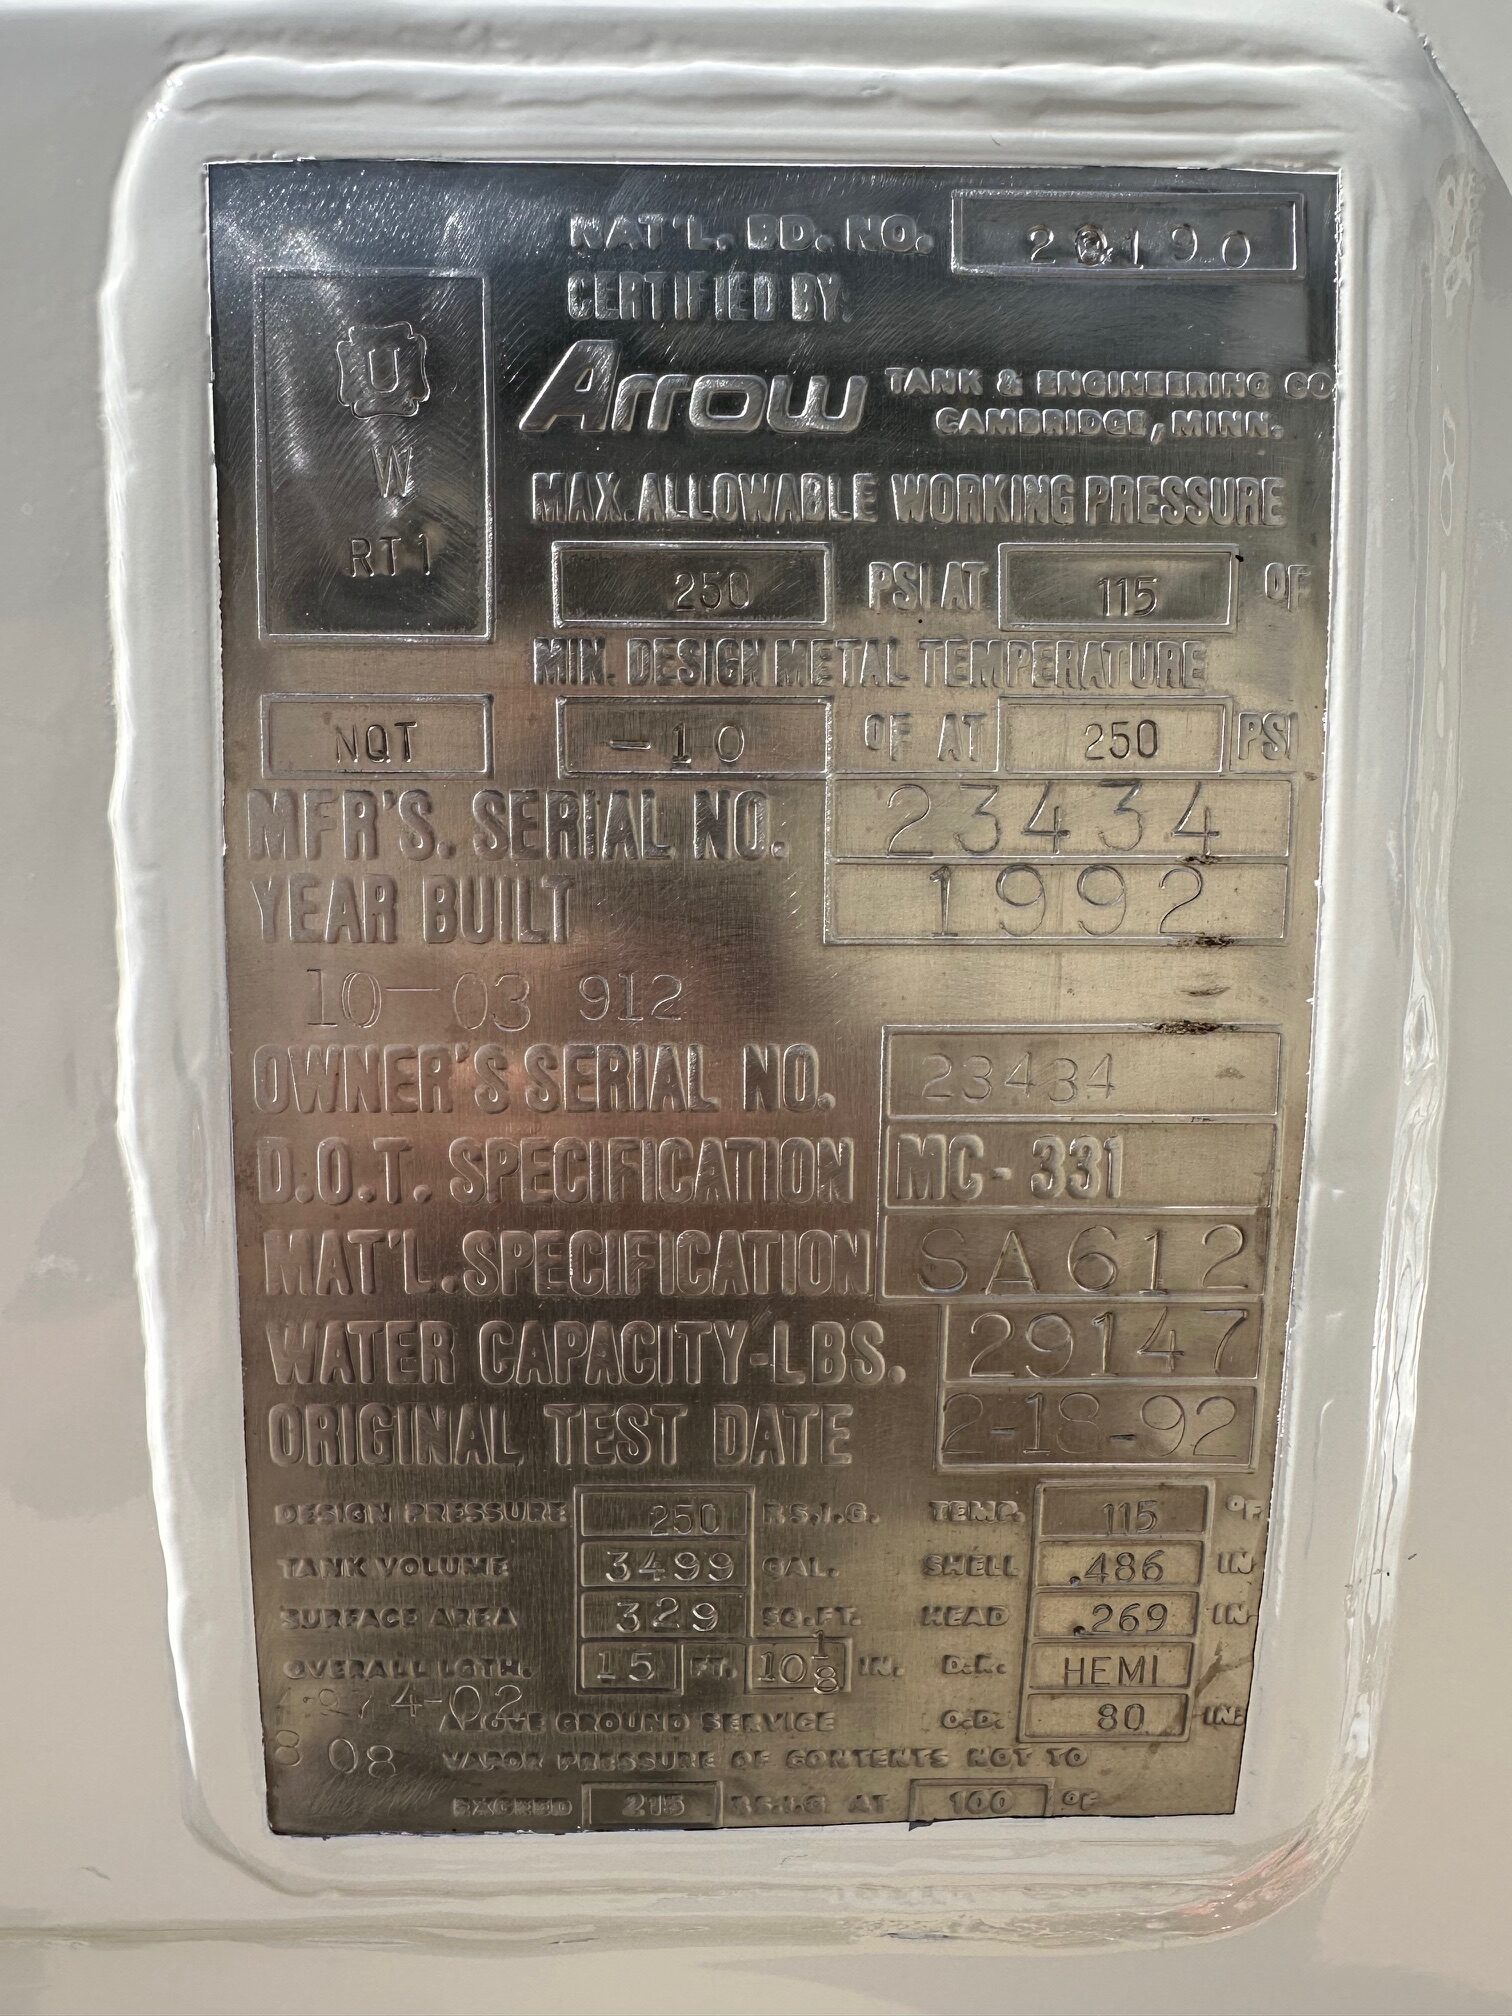 NAT'L. BD. NO.
CERTIFIED BY:
U
W
RT1
Arrow TANK & ENGINEERING CO
CAMBRIDGE, MINN.
MAX. ALLOWABLE WORKING PRESSURE
250 PSI AT 115 °F
MIN. DESIGN METAL TEMPERATURE
NQT -10 °F AT 250 PSI
MFR'S. SERIAL NO. 23434
YEAR BUILT 1992
10-03 912
OWNER'S SERIAL NO. 23434
D.O.T. SPECIFICATION MC-331
MAT'L. SPECIFICATION SA612
WATER CAPACITY-LBS. 29147
ORIGINAL TEST DATE 2-18-92
DESIGN PRESSURE 250 P.S.I.G. TEMP. 115 °F.
TANK VOLUME 3499 GAL. SHELL .486 IN
SURFACE AREA 329 SQ.FT. HEAD .269 IN.
OVERALL LGTH. 15 FT. 10 1/8 IN. D.R. HEMI
ABOVE GROUND SERVICE O.D. 80 IN.
8 08
VAPOR PRESSURE OF CONTENTS NOT TO
EXCEED 215 P.S.I.G AT 100 °F